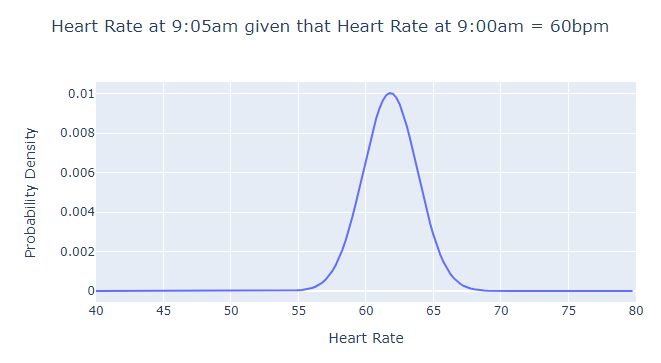 Heart Rate at 9:05am given that Heart Rate at 9:00am = 60bpm
Probability Density
0.01
0.008
0.006
0.004
0.002
0
40 45 50 55 60 65 70 75 80
Heart Rate